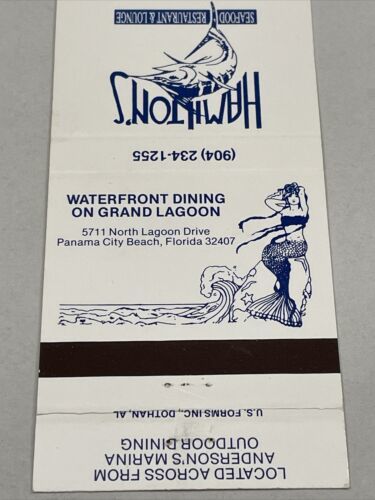 SEAFOOD • RESTAURANT & LOUNGE
HAMILTON'S
(904) 234-1255
WATERFRONT DINING
ON GRAND LAGOON
5711 North Lagoon Drive
Panama City Beach, Florida 32407
U.S. FORMS INC., DOTHAN, AL
LOCATED ACROSS FROM
ANDERSON'S MARINA
OUTDOOR DINING